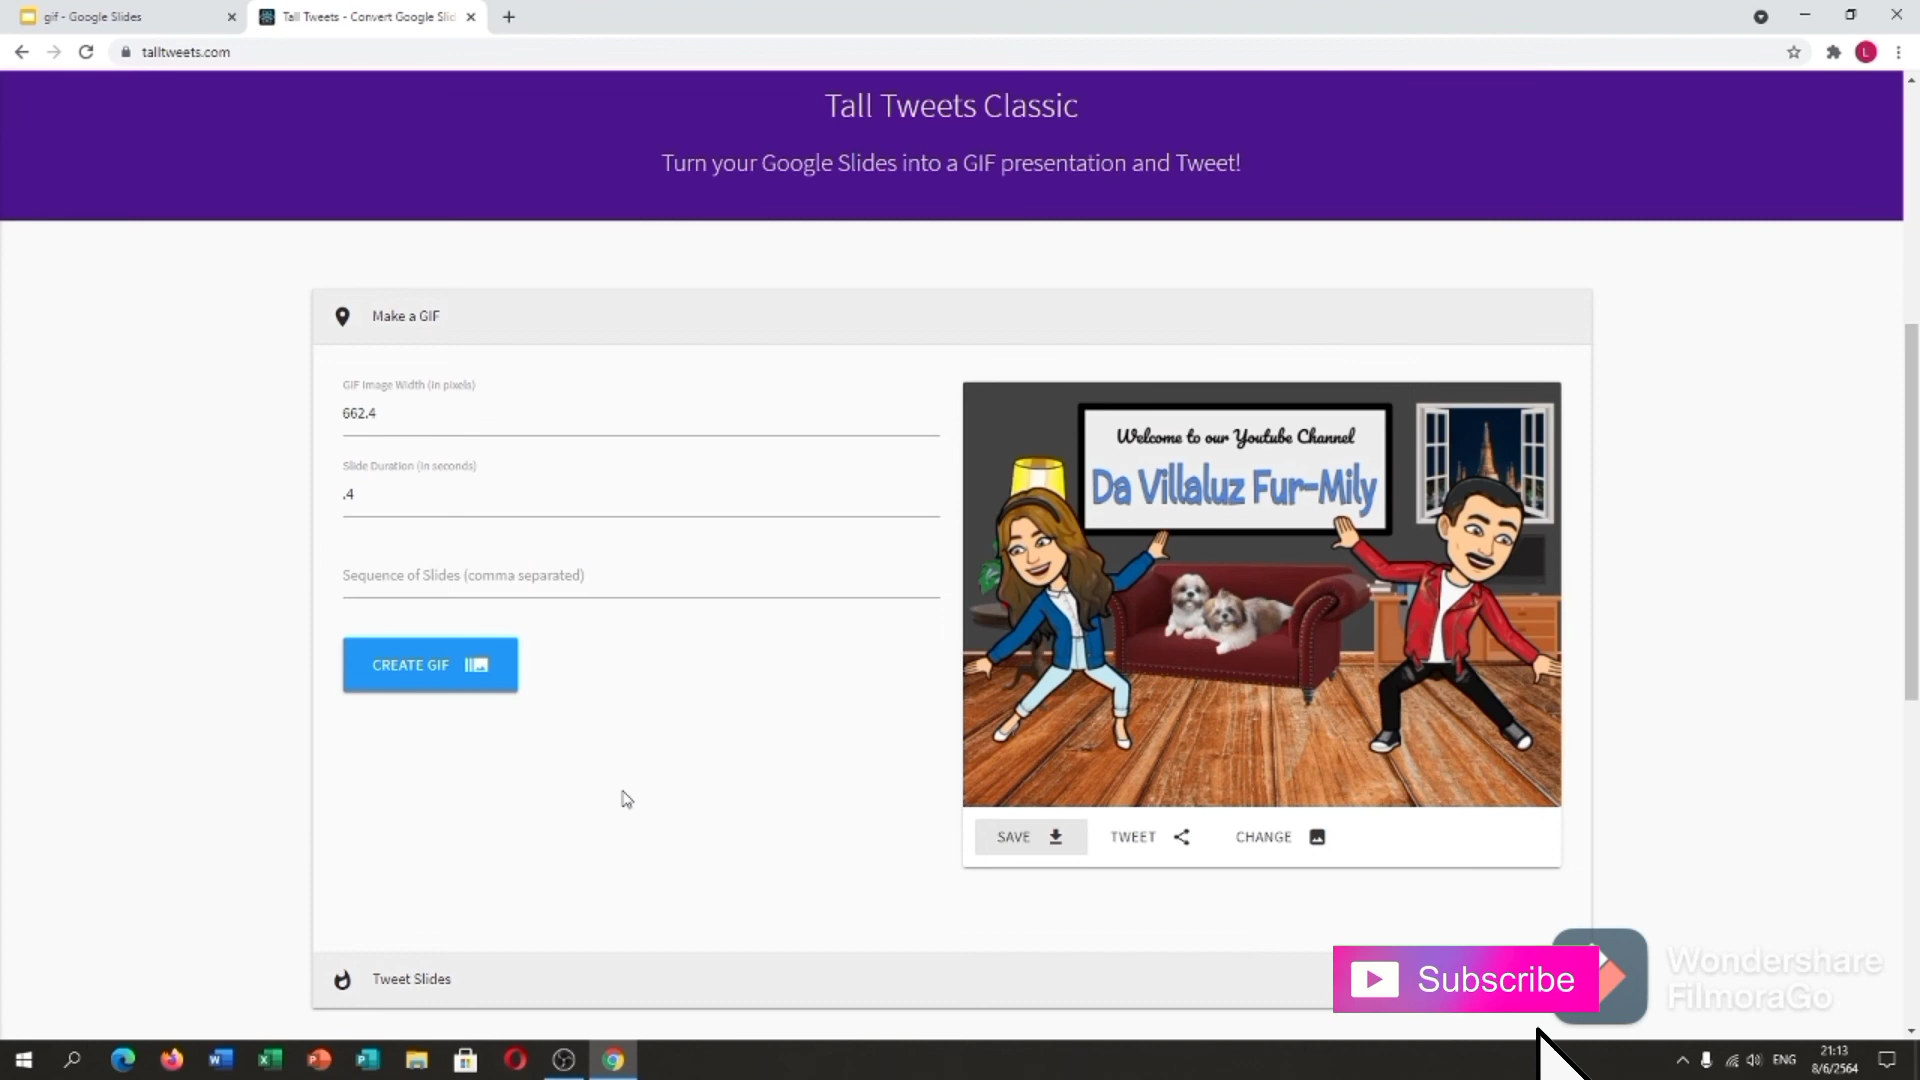 gif - Google Slides
Tall Tweets - Convert Google Slid
talltweets.com
L
Tall Tweets Classic
Turn your Google Slides into a GIF presentation and Tweet!
Make a GIF
GIF Image Width (in pixels)
662.4
Slide Duration (in seconds)
.4
Sequence of Slides (comma separated)
CREATE GIF
Welcome to our Youtube Channel
Da Villaluz Fur-Mily
SAVE
TWEET
CHANGE
Tweet Slides
Subscribe
Wondershare
FilmoraGo
ENG
21:13
8/6/2564